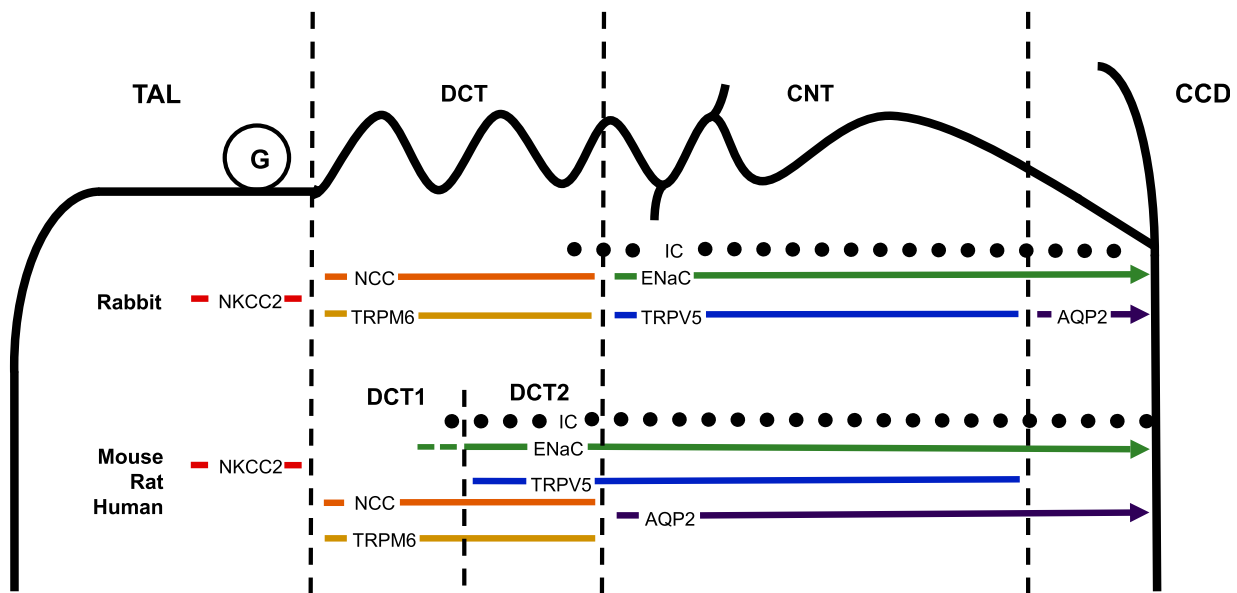 TAL
DCT
CNT
CCD
G
IC
NCC
ENaC
Rabbit
NKCC2
TRPM6
TRPV5
AQP2
DCT1
DCT2
IC
ENaC
Mouse
NKCC2
Rat
TRPV5
Human
NCC
AQP2
TRPM6